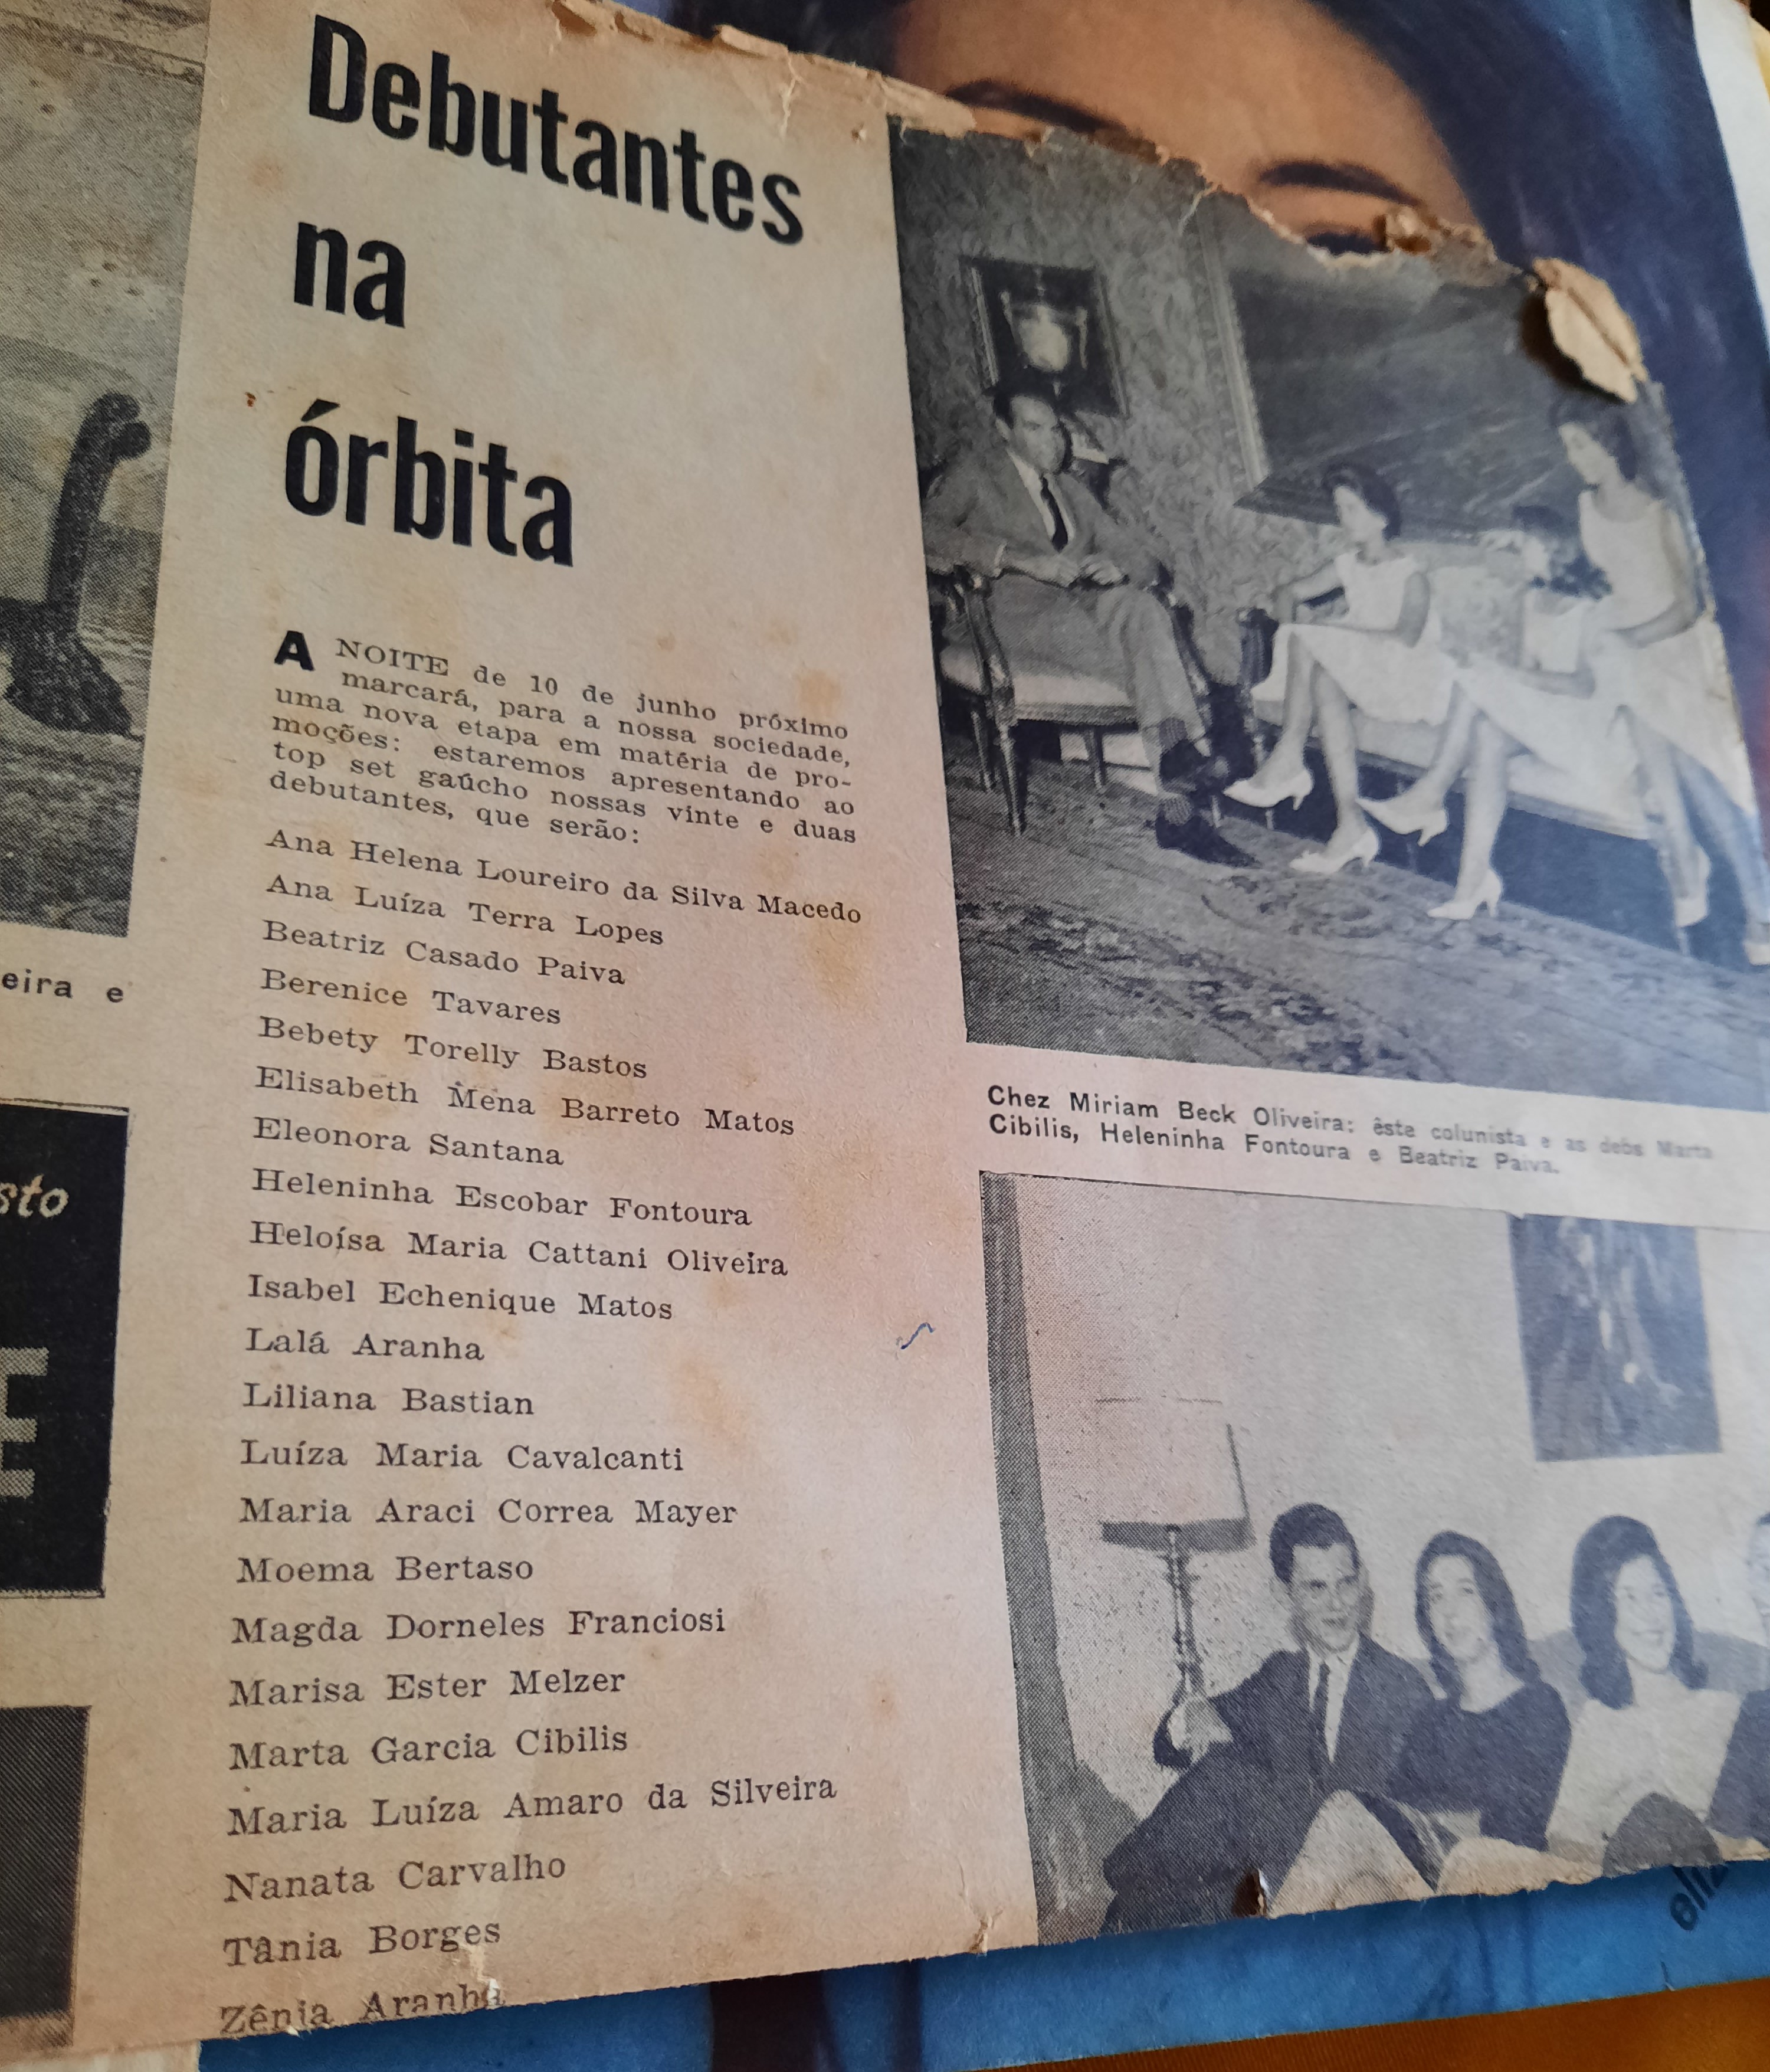 Debutantes
na
órbita
A NOITE de 10 de junho próximo
marcará, para a nossa sociedade,
uma nova etapa em matéria de pro-
moções: estaremos apresentando ao
top set gaúcho nossas vinte e duas
debutantes, que serão:
Ana Helena Loureiro da Silva Macedo
Ana Luíza Terra Lopes
Beatriz Casado Paiva
Berenice Tavares
Bebety Torelly Bastos
Elisabeth Mena Barreto Matos
Eleonora Santana
Heleninha Escobar Fontoura
Heloísa Maria Cattani Oliveira
Isabel Echenique Matos
Lalá Aranha
Liliana Bastian
Luíza Maria Cavalcanti
Maria Araci Correa Mayer
Moema Bertaso
Magda Dorneles Franciosi
Marisa Ester Melzer
Marta Garcia Cibilis
Maria Luíza Amaro da Silveira
Nanata Carvalho
Tânia Borges
Zênia Aranha
Chez Miriam Beck Oliveira: êste colunista e as debs Marta
Cibilis, Heleninha Fontoura e Beatriz Paiva.
eira e
sto
E
eliz